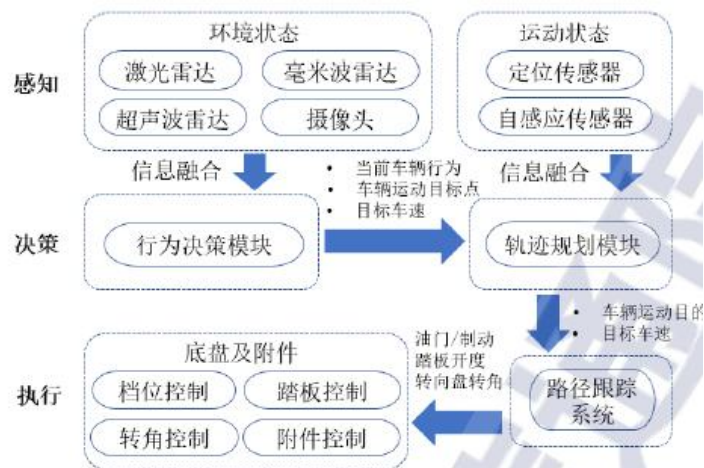 环境状态
运动状态
感知
激光雷达
毫米波雷达
定位传感器
超声波雷达
摄像头
自感应传感器
信息融合
• 当前车辆行为
• 车辆运动目标点
• 目标车速
信息融合
决策
行为决策模块
轨迹规划模块
• 车辆运动目的
• 目标车速
执行
底盘及附件
油门/制动
踏板开度
转向盘转角
档位控制
踏板控制
转角控制
附件控制
路径跟踪
系统